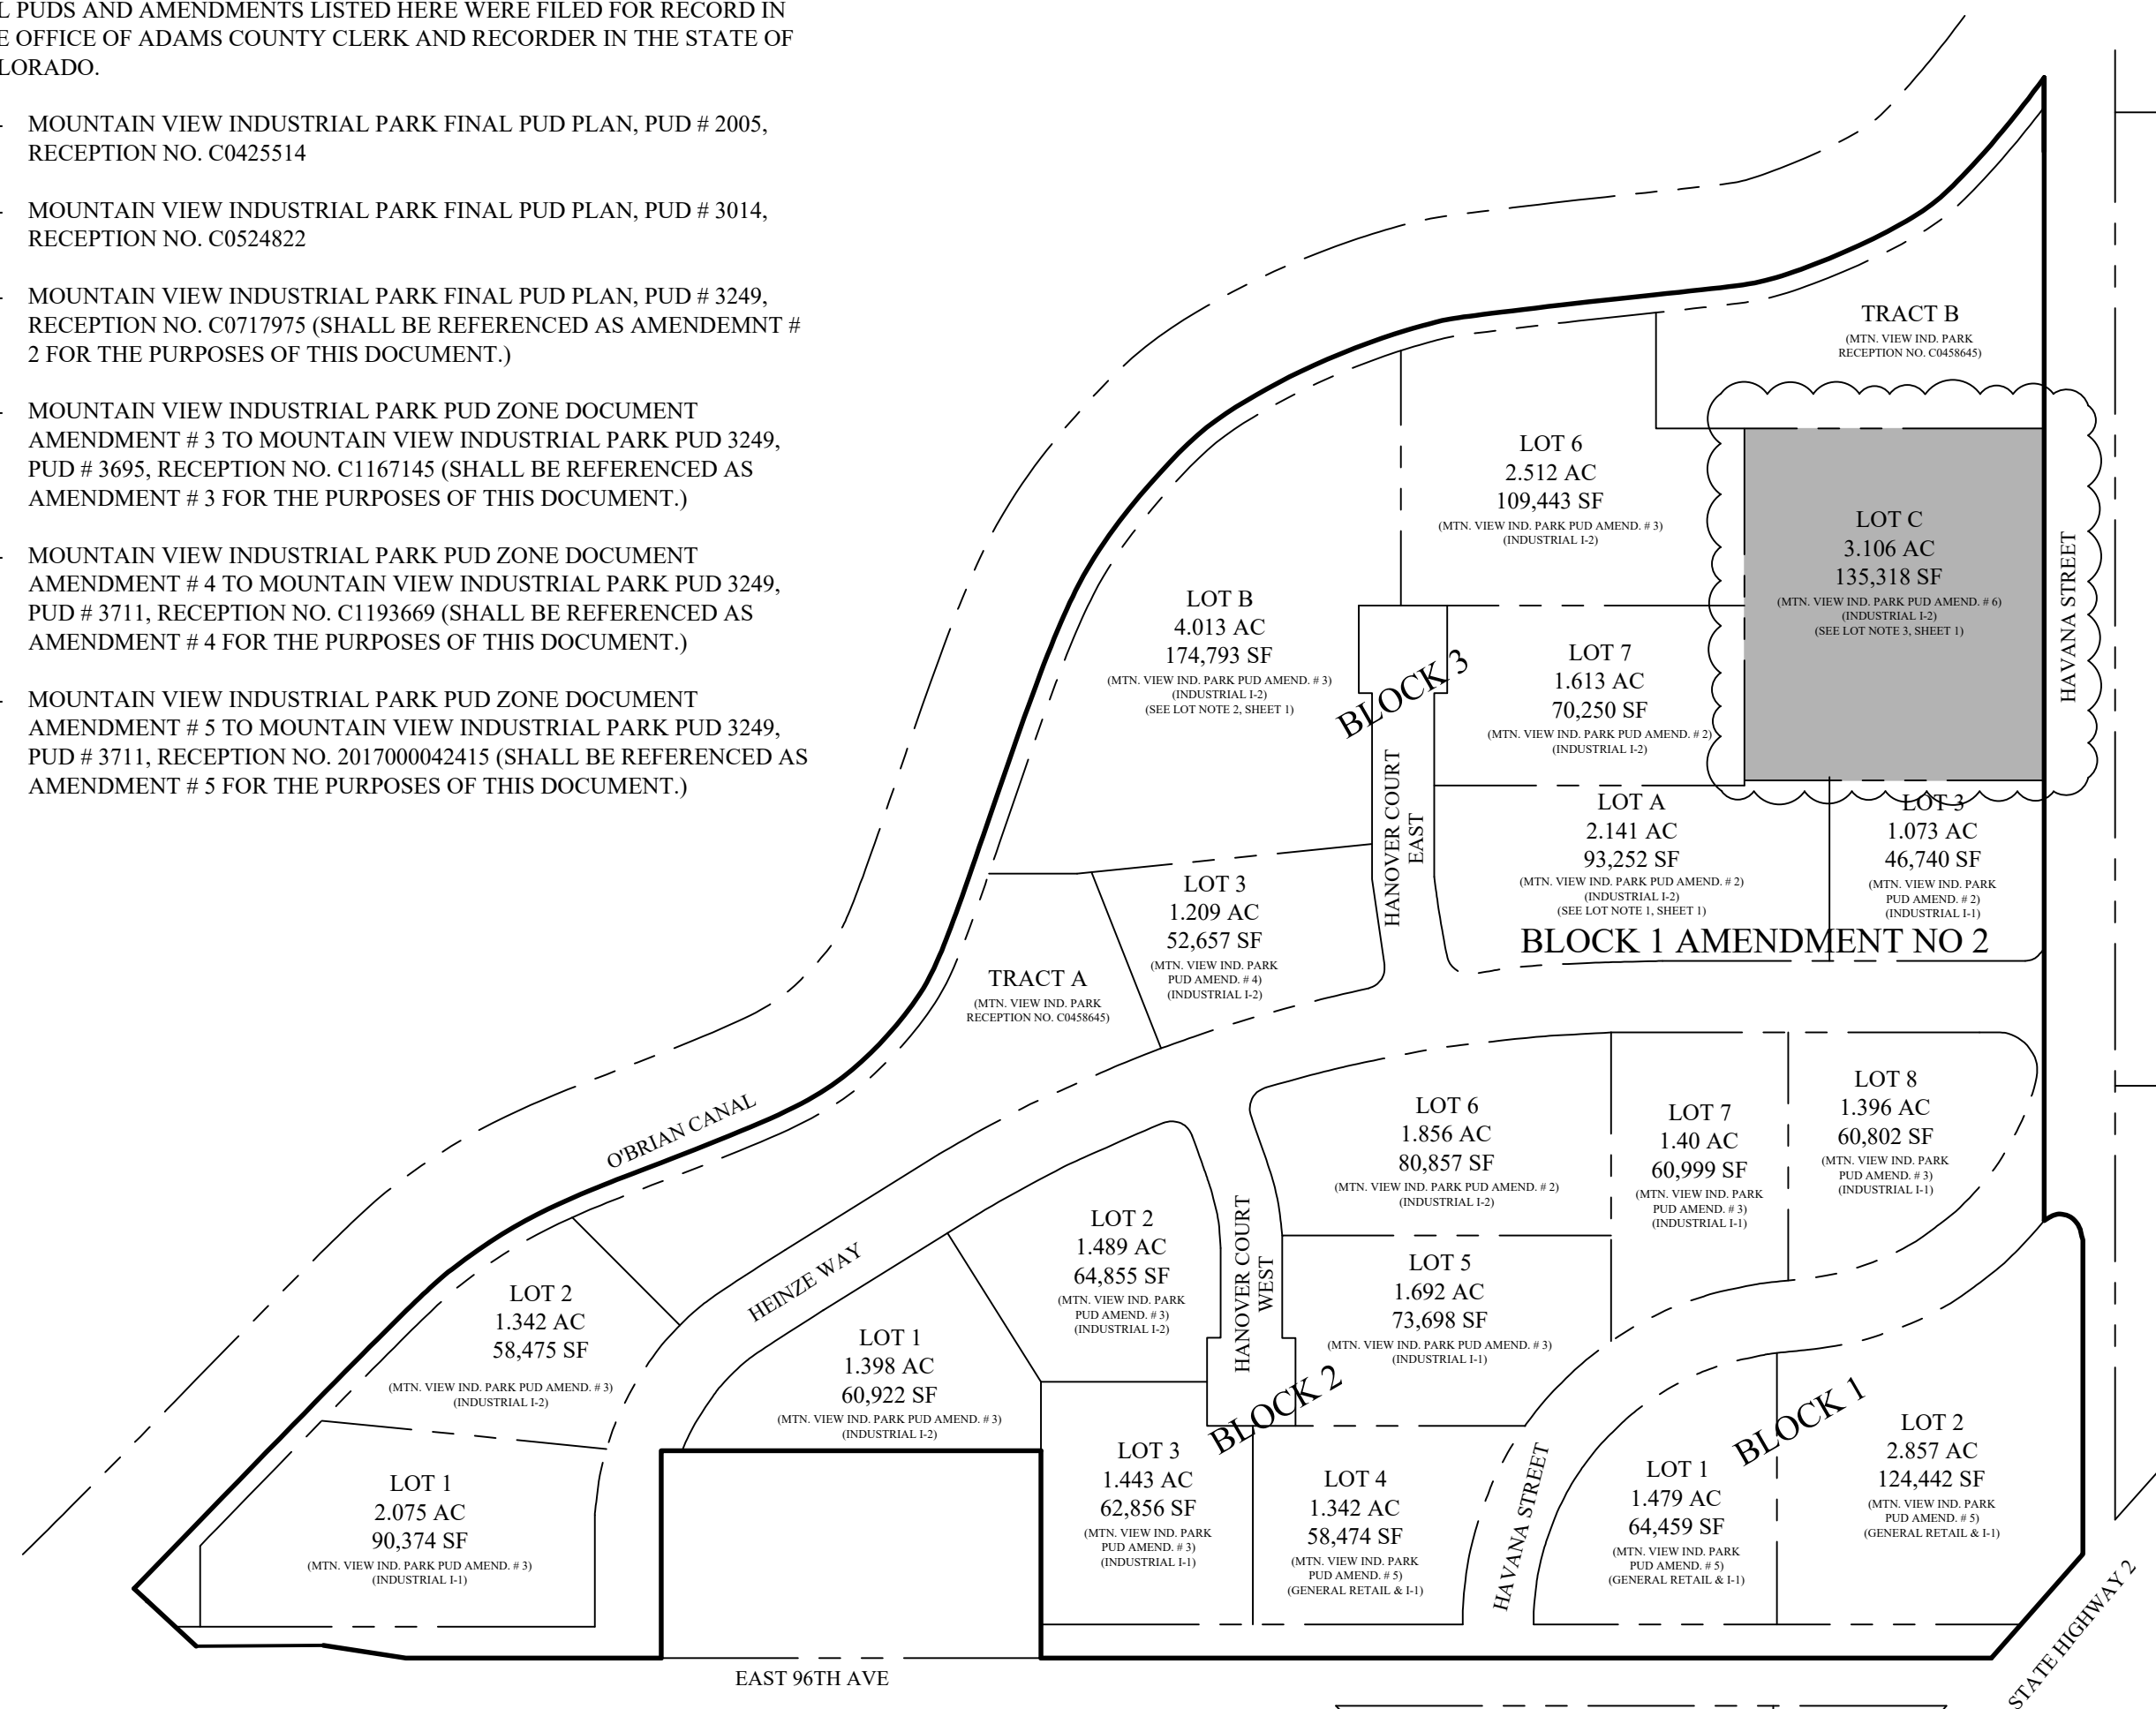 L PUDS AND AMENDMENTS LISTED HERE WERE FILED FOR RECORD IN
E OFFICE OF ADAMS COUNTY CLERK AND RECORDER IN THE STATE OF
LORADO.
- MOUNTAIN VIEW INDUSTRIAL PARK FINAL PUD PLAN, PUD # 2005,
RECEPTION NO. C0425514
- MOUNTAIN VIEW INDUSTRIAL PARK FINAL PUD PLAN, PUD # 3014,
RECEPTION NO. C0524822
- MOUNTAIN VIEW INDUSTRIAL PARK FINAL PUD PLAN, PUD # 3249,
RECEPTION NO. C0717975 (SHALL BE REFERENCED AS AMENDEMNT #
2 FOR THE PURPOSES OF THIS DOCUMENT.)
- MOUNTAIN VIEW INDUSTRIAL PARK PUD ZONE DOCUMENT
AMENDMENT # 3 TO MOUNTAIN VIEW INDUSTRIAL PARK PUD 3249,
PUD # 3695, RECEPTION NO. C1167145 (SHALL BE REFERENCED AS
AMENDMENT # 3 FOR THE PURPOSES OF THIS DOCUMENT.)
- MOUNTAIN VIEW INDUSTRIAL PARK PUD ZONE DOCUMENT
AMENDMENT # 4 TO MOUNTAIN VIEW INDUSTRIAL PARK PUD 3249,
PUD # 3711, RECEPTION NO. C1193669 (SHALL BE REFERENCED AS
AMENDMENT # 4 FOR THE PURPOSES OF THIS DOCUMENT.)
- MOUNTAIN VIEW INDUSTRIAL PARK PUD ZONE DOCUMENT
AMENDMENT # 5 TO MOUNTAIN VIEW INDUSTRIAL PARK PUD 3249,
PUD # 3711, RECEPTION NO. 2017000042415 (SHALL BE REFERENCED AS
AMENDMENT # 5 FOR THE PURPOSES OF THIS DOCUMENT.)
TRACT B
(MTN. VIEW IND. PARK
RECEPTION NO. C0458645)
LOT 6
2.512 AC
109,443 SF
(MTN. VIEW IND. PARK PUD AMEND. # 3)
(INDUSTRIAL I-2)
LOT C
3.106 AC
135,318 SF
(MTN. VIEW IND. PARK PUD AMEND. # 6)
(INDUSTRIAL I-2)
(SEE LOT NOTE 3, SHEET 1)
HAVANA STREET
LOT B
4.013 AC
174,793 SF
(MTN. VIEW IND. PARK PUD AMEND. # 3)
(INDUSTRIAL I-2)
(SEE LOT NOTE 2, SHEET 1)
BLOCK 3
LOT 7
1.613 AC
70,250 SF
(MTN. VIEW IND. PARK PUD AMEND. # 2)
(INDUSTRIAL I-2)
HANOVER COURT
EAST
LOT A
2.141 AC
93,252 SF
(MTN. VIEW IND. PARK PUD AMEND. # 2)
(INDUSTRIAL I-2)
(SEE LOT NOTE 1, SHEET 1)
LOT 3
1.073 AC
46,740 SF
(MTN. VIEW IND. PARK
PUD AMEND. # 2)
(INDUSTRIAL I-1)
BLOCK 1 AMENDMENT NO 2
LOT 3
1.209 AC
52,657 SF
(MTN. VIEW IND. PARK
PUD AMEND. # 4)
(INDUSTRIAL I-2)
TRACT A
(MTN. VIEW IND. PARK
RECEPTION NO. C0458645)
O'BRIAN CANAL
LOT 6
1.856 AC
80,857 SF
(MTN. VIEW IND. PARK PUD AMEND. # 2)
(INDUSTRIAL I-2)
LOT 7
1.40 AC
60,999 SF
(MTN. VIEW IND. PARK
PUD AMEND. # 3)
(INDUSTRIAL I-1)
LOT 8
1.396 AC
60,802 SF
(MTN. VIEW IND. PARK
PUD AMEND. # 3)
(INDUSTRIAL I-1)
LOT 2
1.489 AC
64,855 SF
(MTN. VIEW IND. PARK
PUD AMEND. # 3)
(INDUSTRIAL I-2)
HANOVER COURT
WEST
LOT 5
1.692 AC
73,698 SF
(MTN. VIEW IND. PARK PUD AMEND. # 3)
(INDUSTRIAL I-1)
HEINZE WAY
LOT 2
1.342 AC
58,475 SF
(MTN. VIEW IND. PARK PUD AMEND. # 3)
(INDUSTRIAL I-2)
LOT 1
1.398 AC
60,922 SF
(MTN. VIEW IND. PARK PUD AMEND. # 3)
(INDUSTRIAL I-2)
BLOCK 2
BLOCK 1
LOT 1
2.075 AC
90,374 SF
(MTN. VIEW IND. PARK PUD AMEND. # 3)
(INDUSTRIAL I-1)
LOT 3
1.443 AC
62,856 SF
(MTN. VIEW IND. PARK
PUD AMEND. # 3)
(INDUSTRIAL I-1)
LOT 4
1.342 AC
58,474 SF
(MTN. VIEW IND. PARK
PUD AMEND. # 5)
(GENERAL RETAIL & I-1)
HAVANA STREET
LOT 1
1.479 AC
64,459 SF
(MTN. VIEW IND. PARK
PUD AMEND. # 5)
(GENERAL RETAIL & I-1)
LOT 2
2.857 AC
124,442 SF
(MTN. VIEW IND. PARK
PUD AMEND. # 5)
(GENERAL RETAIL & I-1)
EAST 96TH AVE
STATE HIGHWAY 2